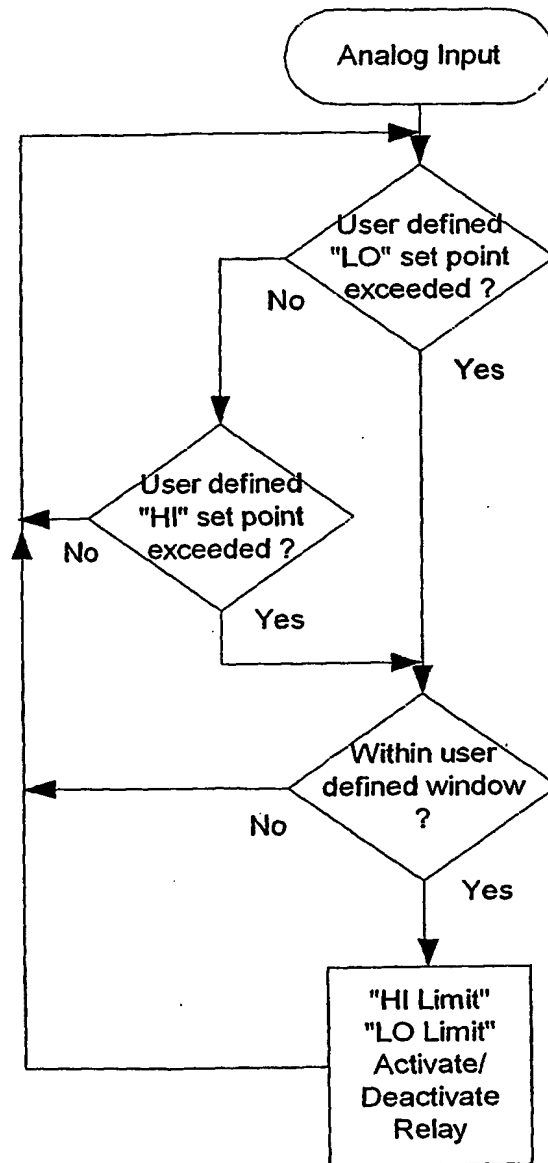 Analog Input
User defined
"LO" set point
exceeded ?
No
Yes
User defined
"HI" set point
exceeded ?
No
Yes
Within user
defined window
?
No
Yes
"HI Limit"
"LO Limit"
Activate/
Deactivate
Relay